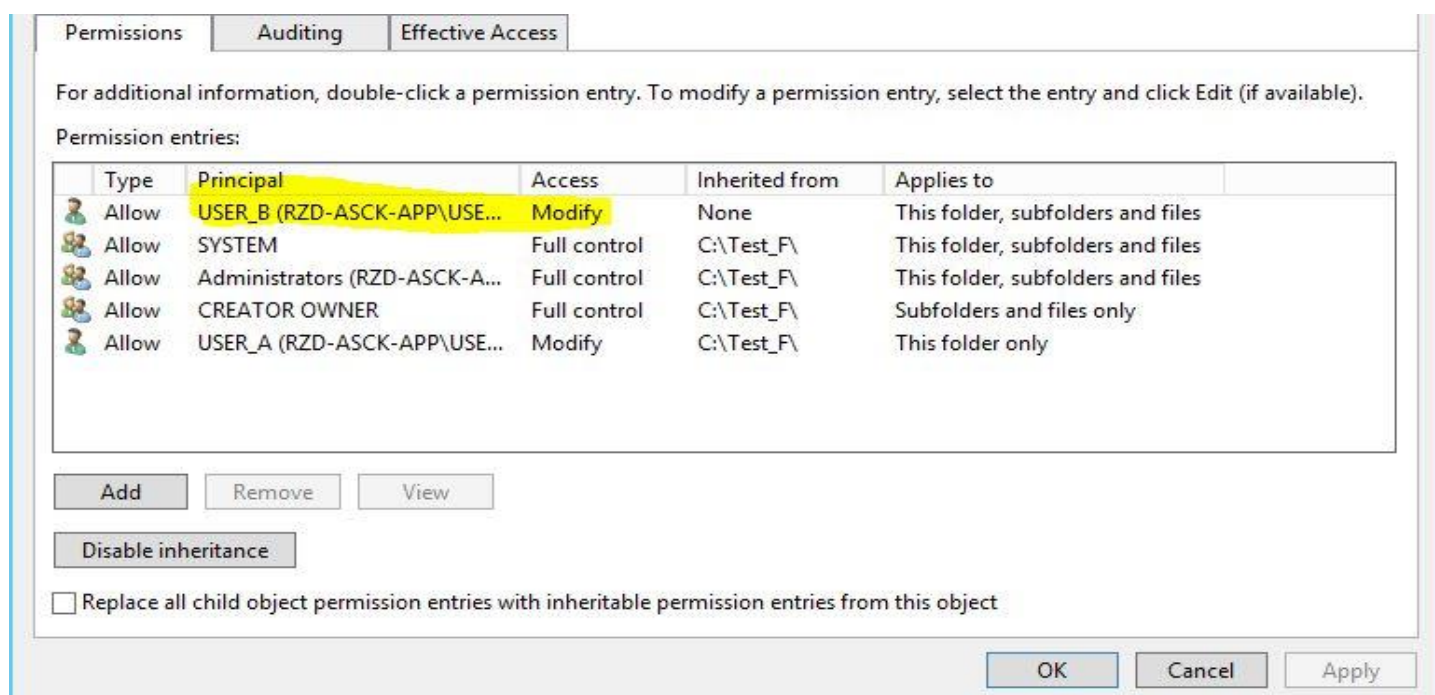 Permissions Auditing Effective Access
For additional information, double-click a permission entry. To modify a permission entry, select the entry and click Edit (if available).
Permission entries:
Type Principal Access Inherited from Applies to
Allow USER_B (RZD-ASCK-APP\USE... Modify None This folder, subfolders and files
Allow SYSTEM Full control C:\Test_F\ This folder, subfolders and files
Allow Administrators (RZD-ASCK-A... Full control C:\Test_F\ This folder, subfolders and files
Allow CREATOR OWNER Full control C:\Test_F\ Subfolders and files only
Allow USER_A (RZD-ASCK-APP\USE... Modify C:\Test_F\ This folder only
Add Remove View
Disable inheritance
Replace all child object permission entries with inheritable permission entries from this object
OK Cancel Apply